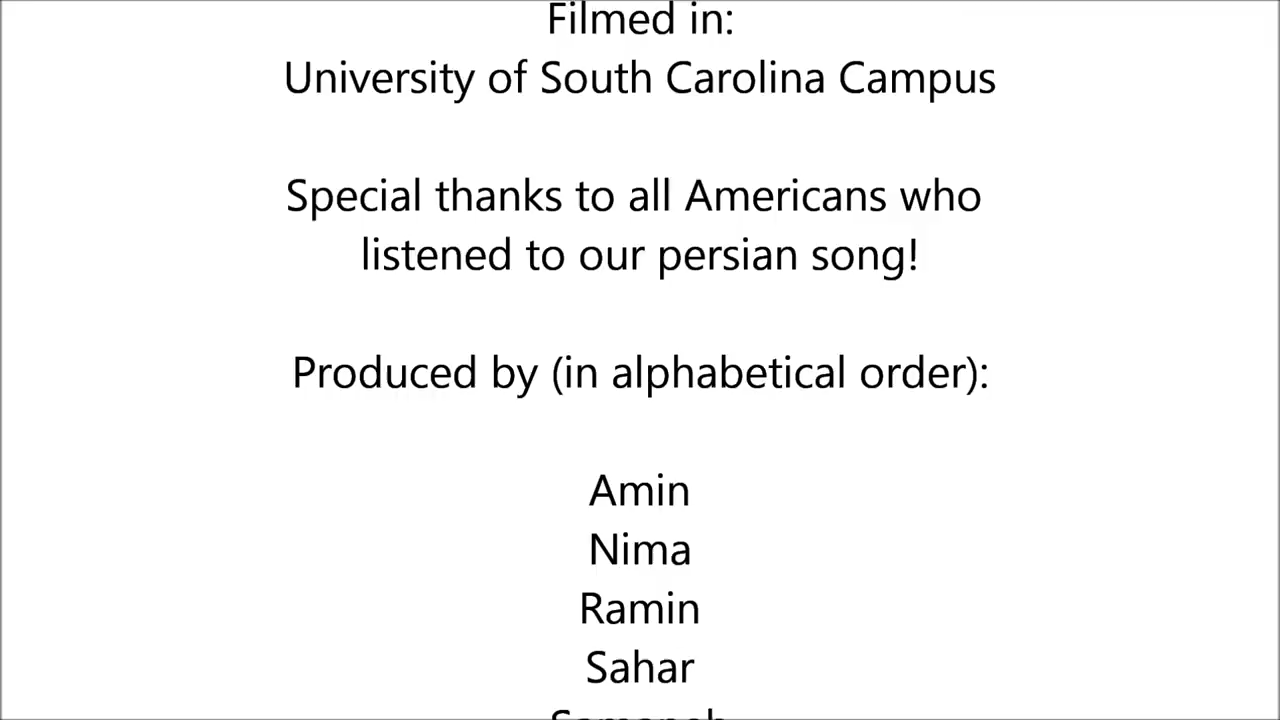 Filmed in:
University of South Carolina Campus
Special thanks to all Americans who
listened to our persian song!
Produced by (in alphabetical order):
Amin
Nima
Ramin
Sahar